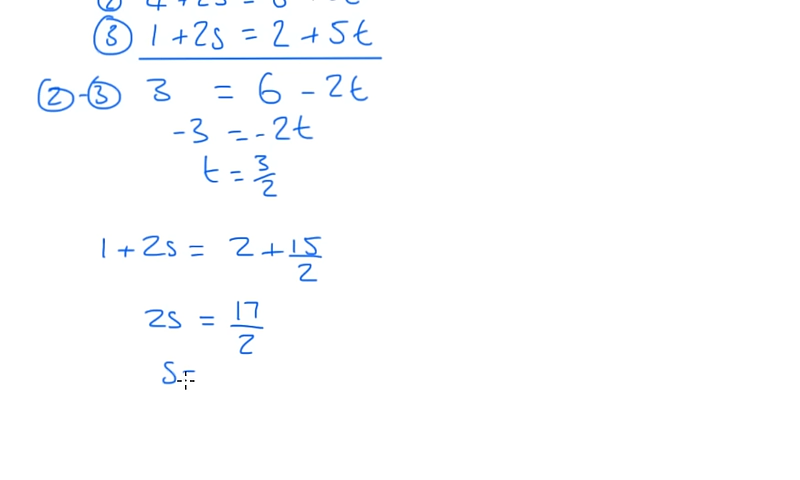 ③ 1 + 2s = 2 + 5t
② - ③ 3 = 6 - 2t
-3 = -2t
t = 3/2
1 + 2s = 2 + 15/2
2s = 17/2
s =